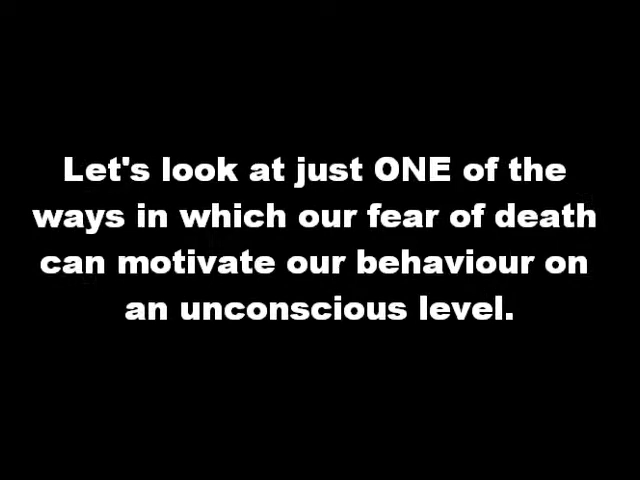 Let's look at just ONE of the
ways in which our fear of death
can motivate our behaviour on
an unconscious level.